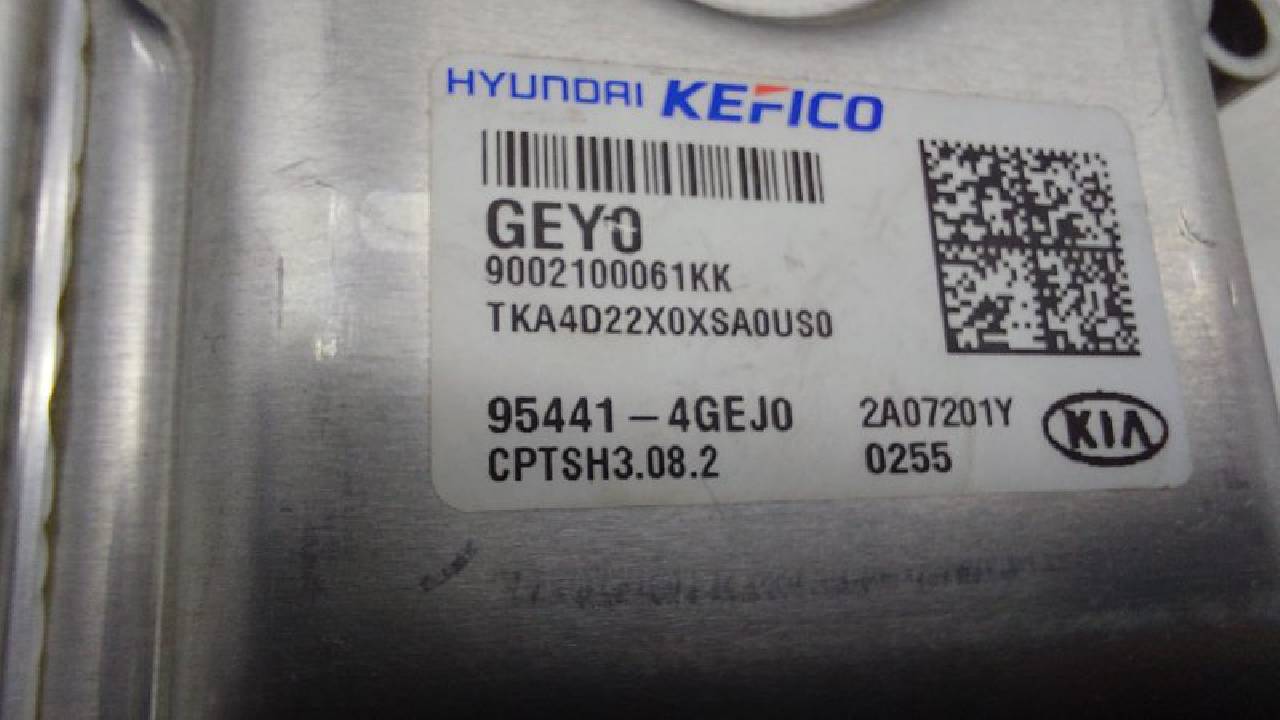 HYUNDAI KEFICO
GEY0
9002100061KK
TKA4D22X0XSA0US0
95441-4GEJ0 2A07201Y KIA
CPTSH3.08.2 0255